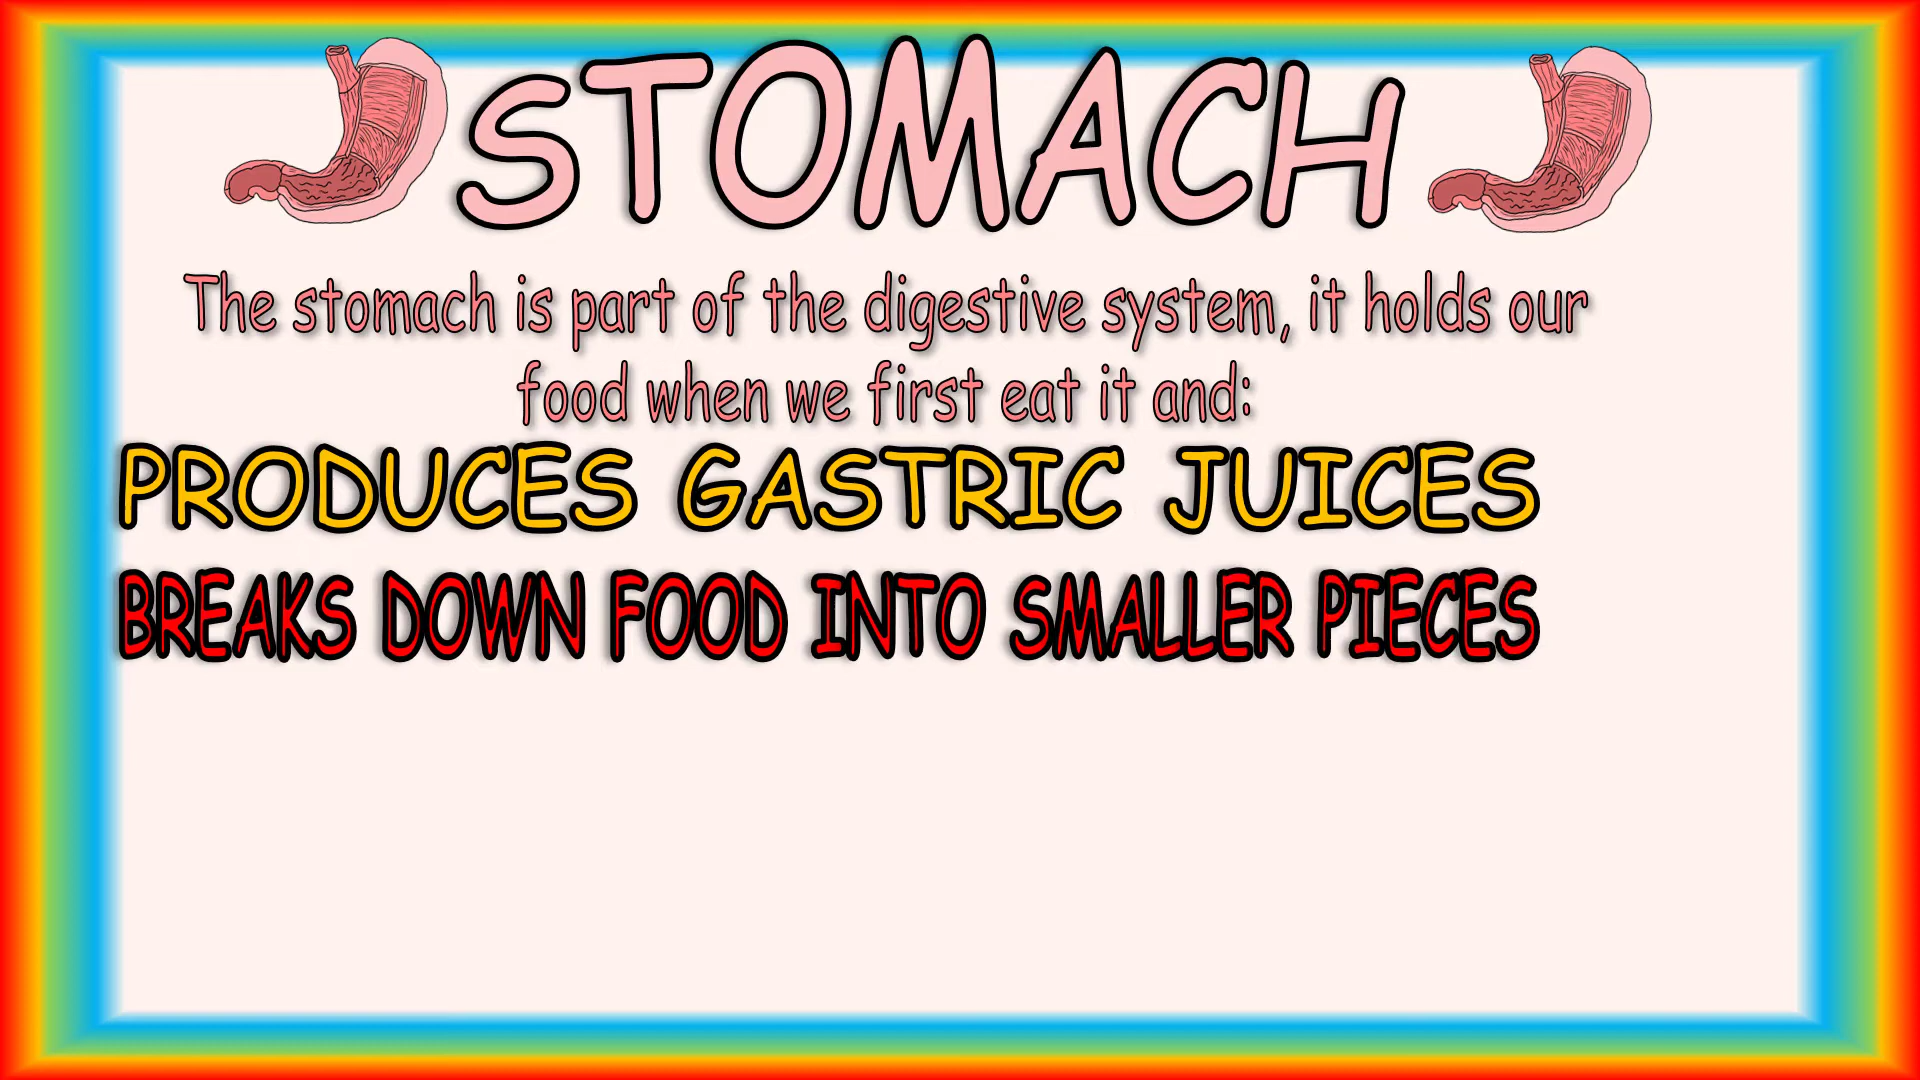 STOMACH
The stomach is part of the digestive system, it holds our
food when we first eat it and:
PRODUCES GASTRIC JUICES
BREAKS DOWN FOOD INTO SMALLER PIECES